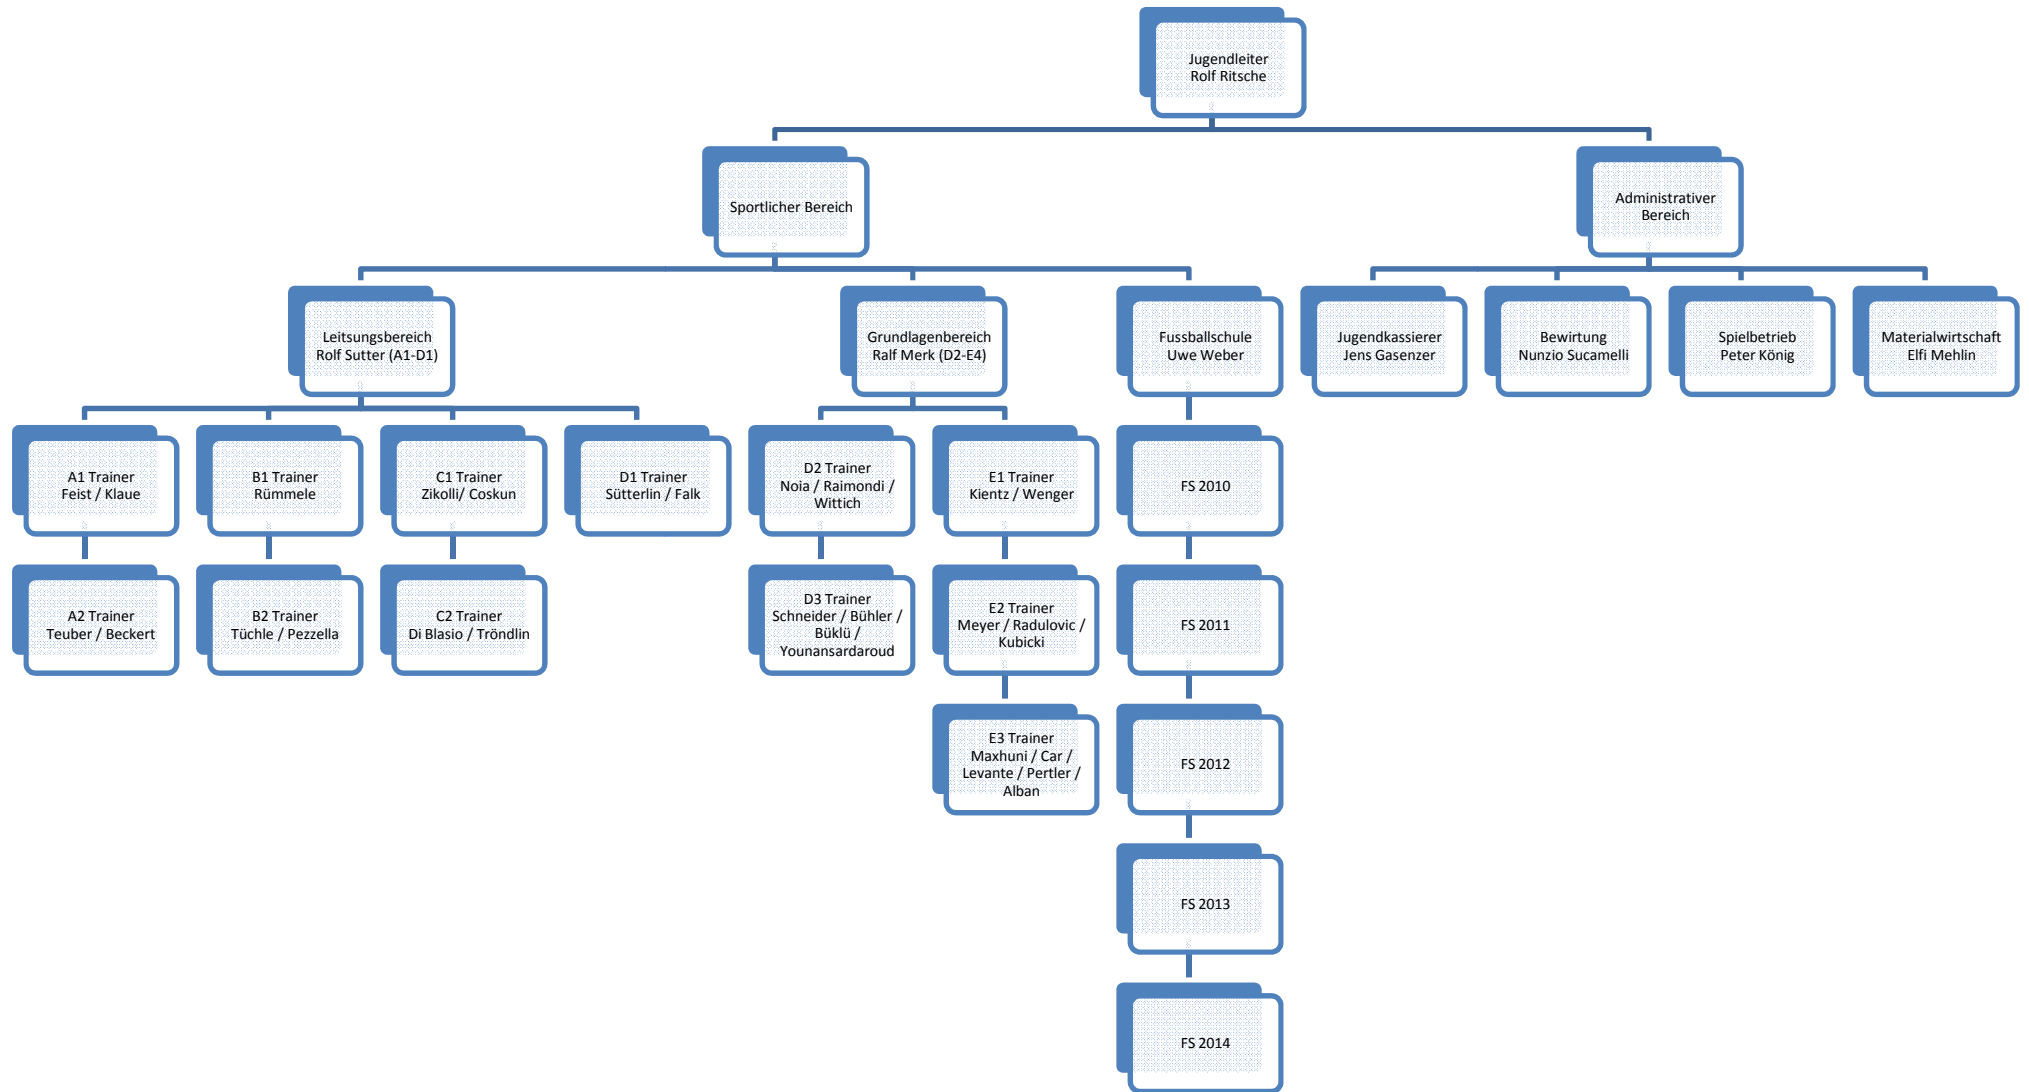 Jugendleiter
Rolf Ritsche
Sportlicher Bereich
Administrativer
Bereich
Leitsungsbereich
Rolf Sutter (A1-D1)
Grundlagenbereich
Ralf Merk (D2-E4)
Fussballschule
Uwe Weber
Jugendkassierer
Jens Gasenzer
Bewirtung
Nunzio Sucamelli
Spielbetrieb
Peter König
Materialwirtschaft
Elfi Mehlin
A1 Trainer
Feist / Klaue
B1 Trainer
Rümmele
C1 Trainer
Zikolli/ Coskun
D1 Trainer
Sütterlin / Falk
D2 Trainer
Noia / Raimondi /
Wittich
E1 Trainer
Kientz / Wenger
FS 2010
A2 Trainer
Teuber / Beckert
B2 Trainer
Tüchle / Pezzella
C2 Trainer
Di Blasio / Tröndlin
D3 Trainer
Schneider / Bühler /
Büklü /
Younansardaroud
E2 Trainer
Meyer / Radulovic /
Kubicki
FS 2011
E3 Trainer
Maxhuni / Car /
Levante / Pertler /
Alban
FS 2012
FS 2013
FS 2014